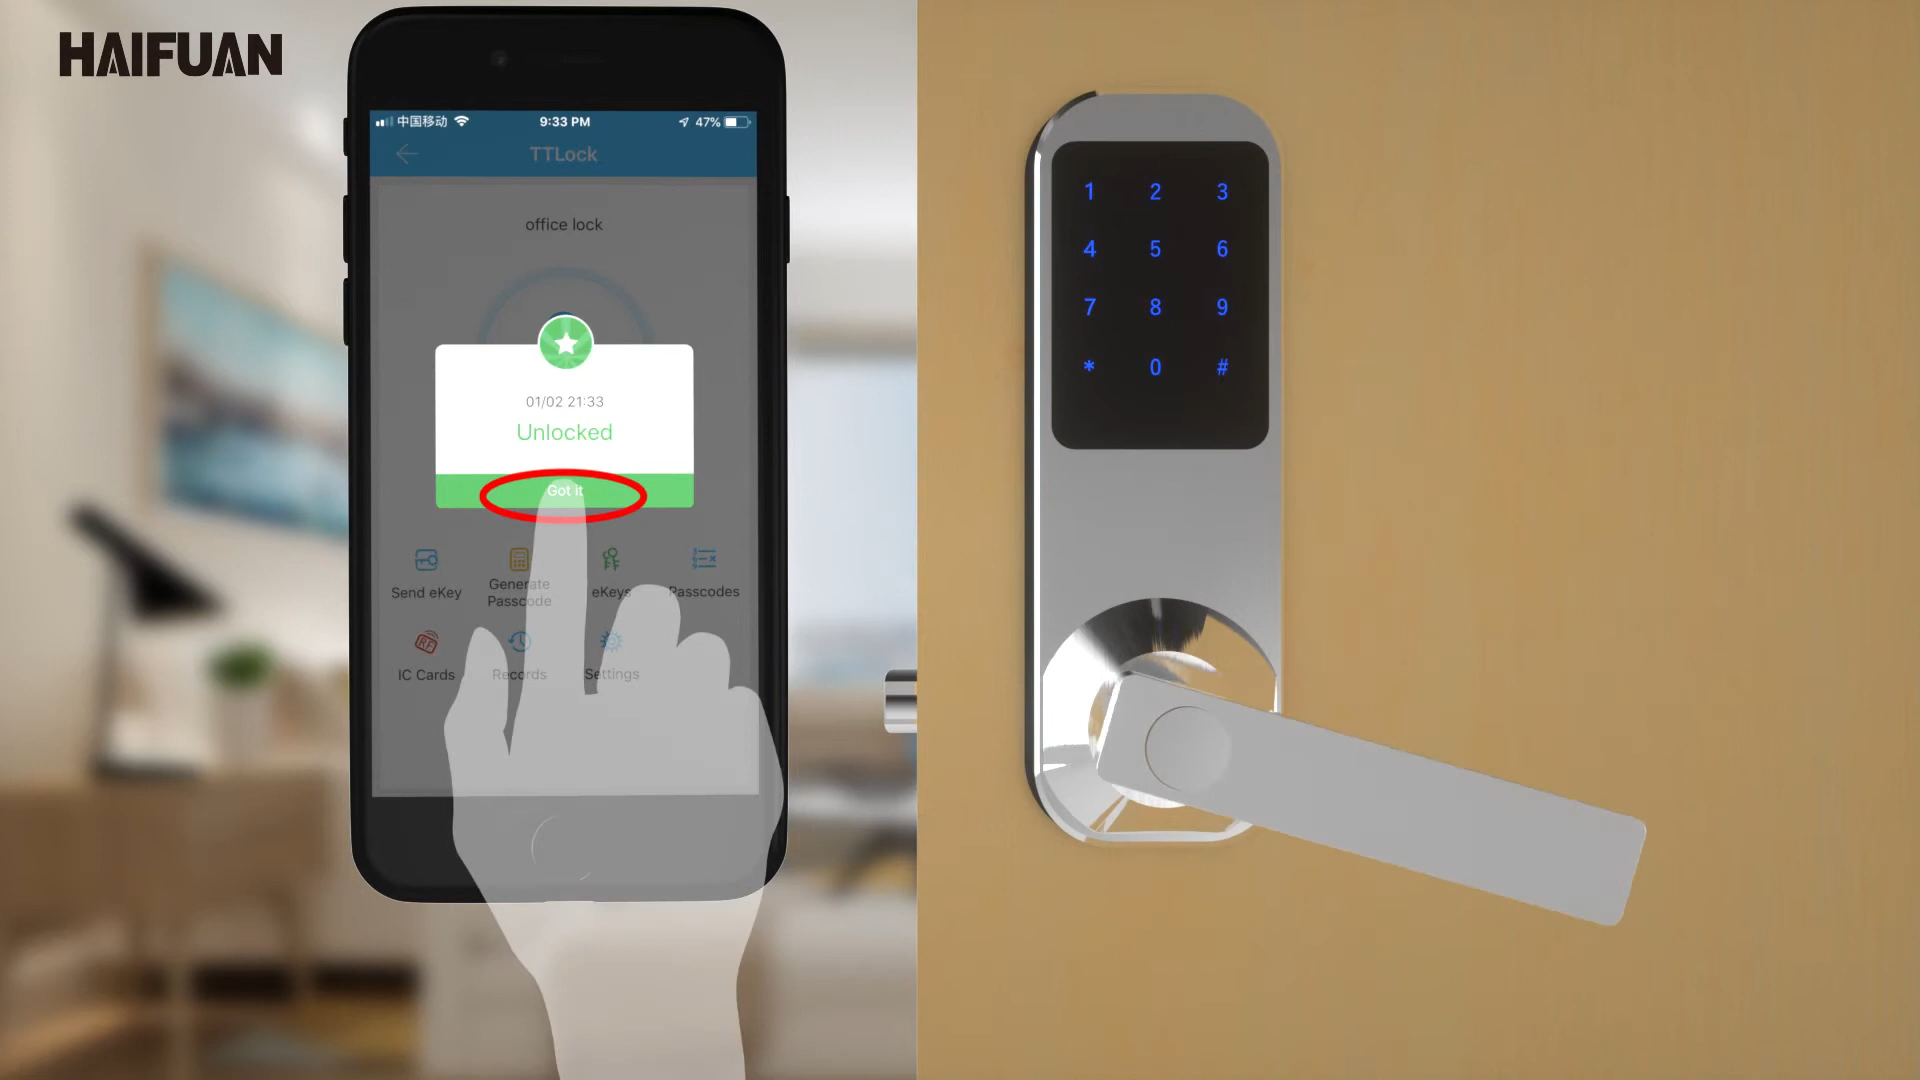 HAIFUAN
中国移动
9:33 PM
47%
TTLock
office lock
01/02 21:33
Unlocked
Got it
Send eKey
Generate
Passcode
eKeys
Passcodes
IC Cards
Records
Settings
1 2 3
4 5 6
7 8 9
* 0 #